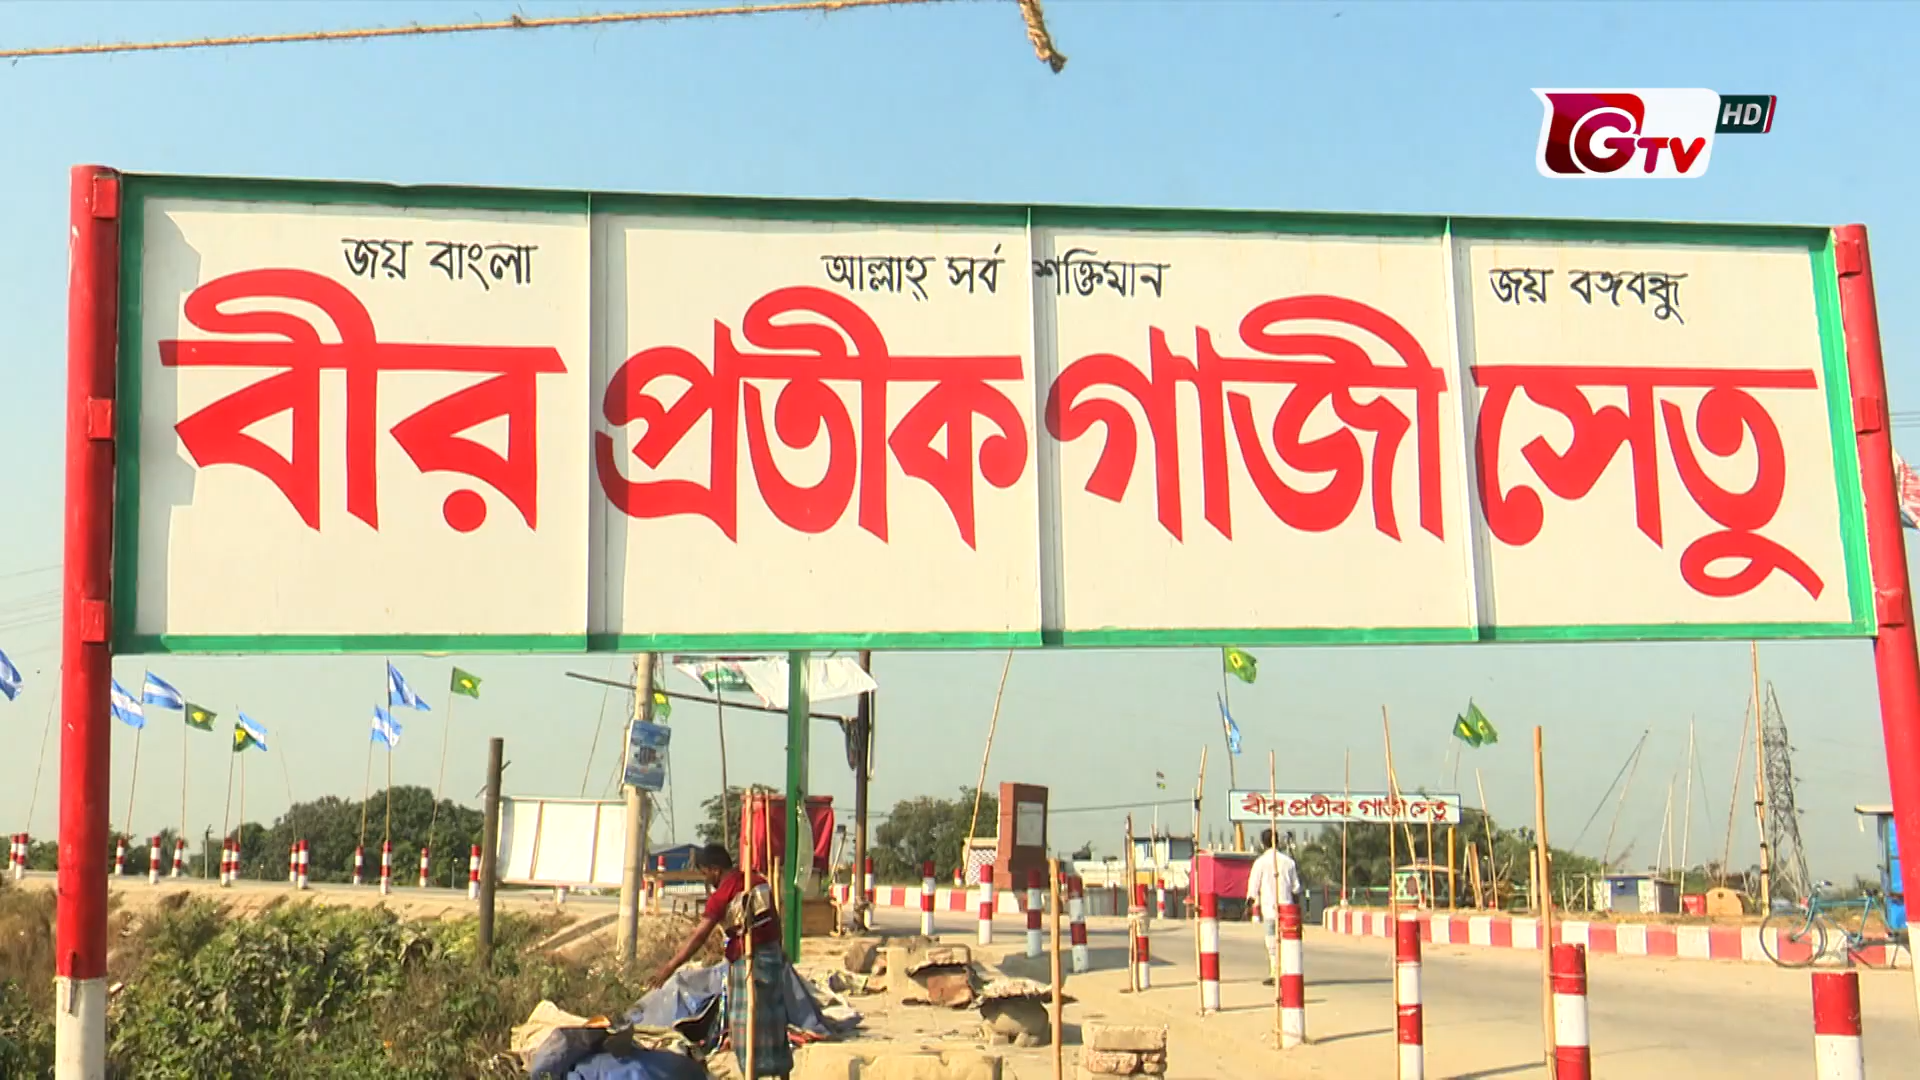 GTV HD
জয় বাংলা আল্লাহ্ সর্ব শক্তিমান জয় বঙ্গবন্ধু
বীর প্রতীক গাজী সেতু
বীর প্রতীক গাজী সেতু